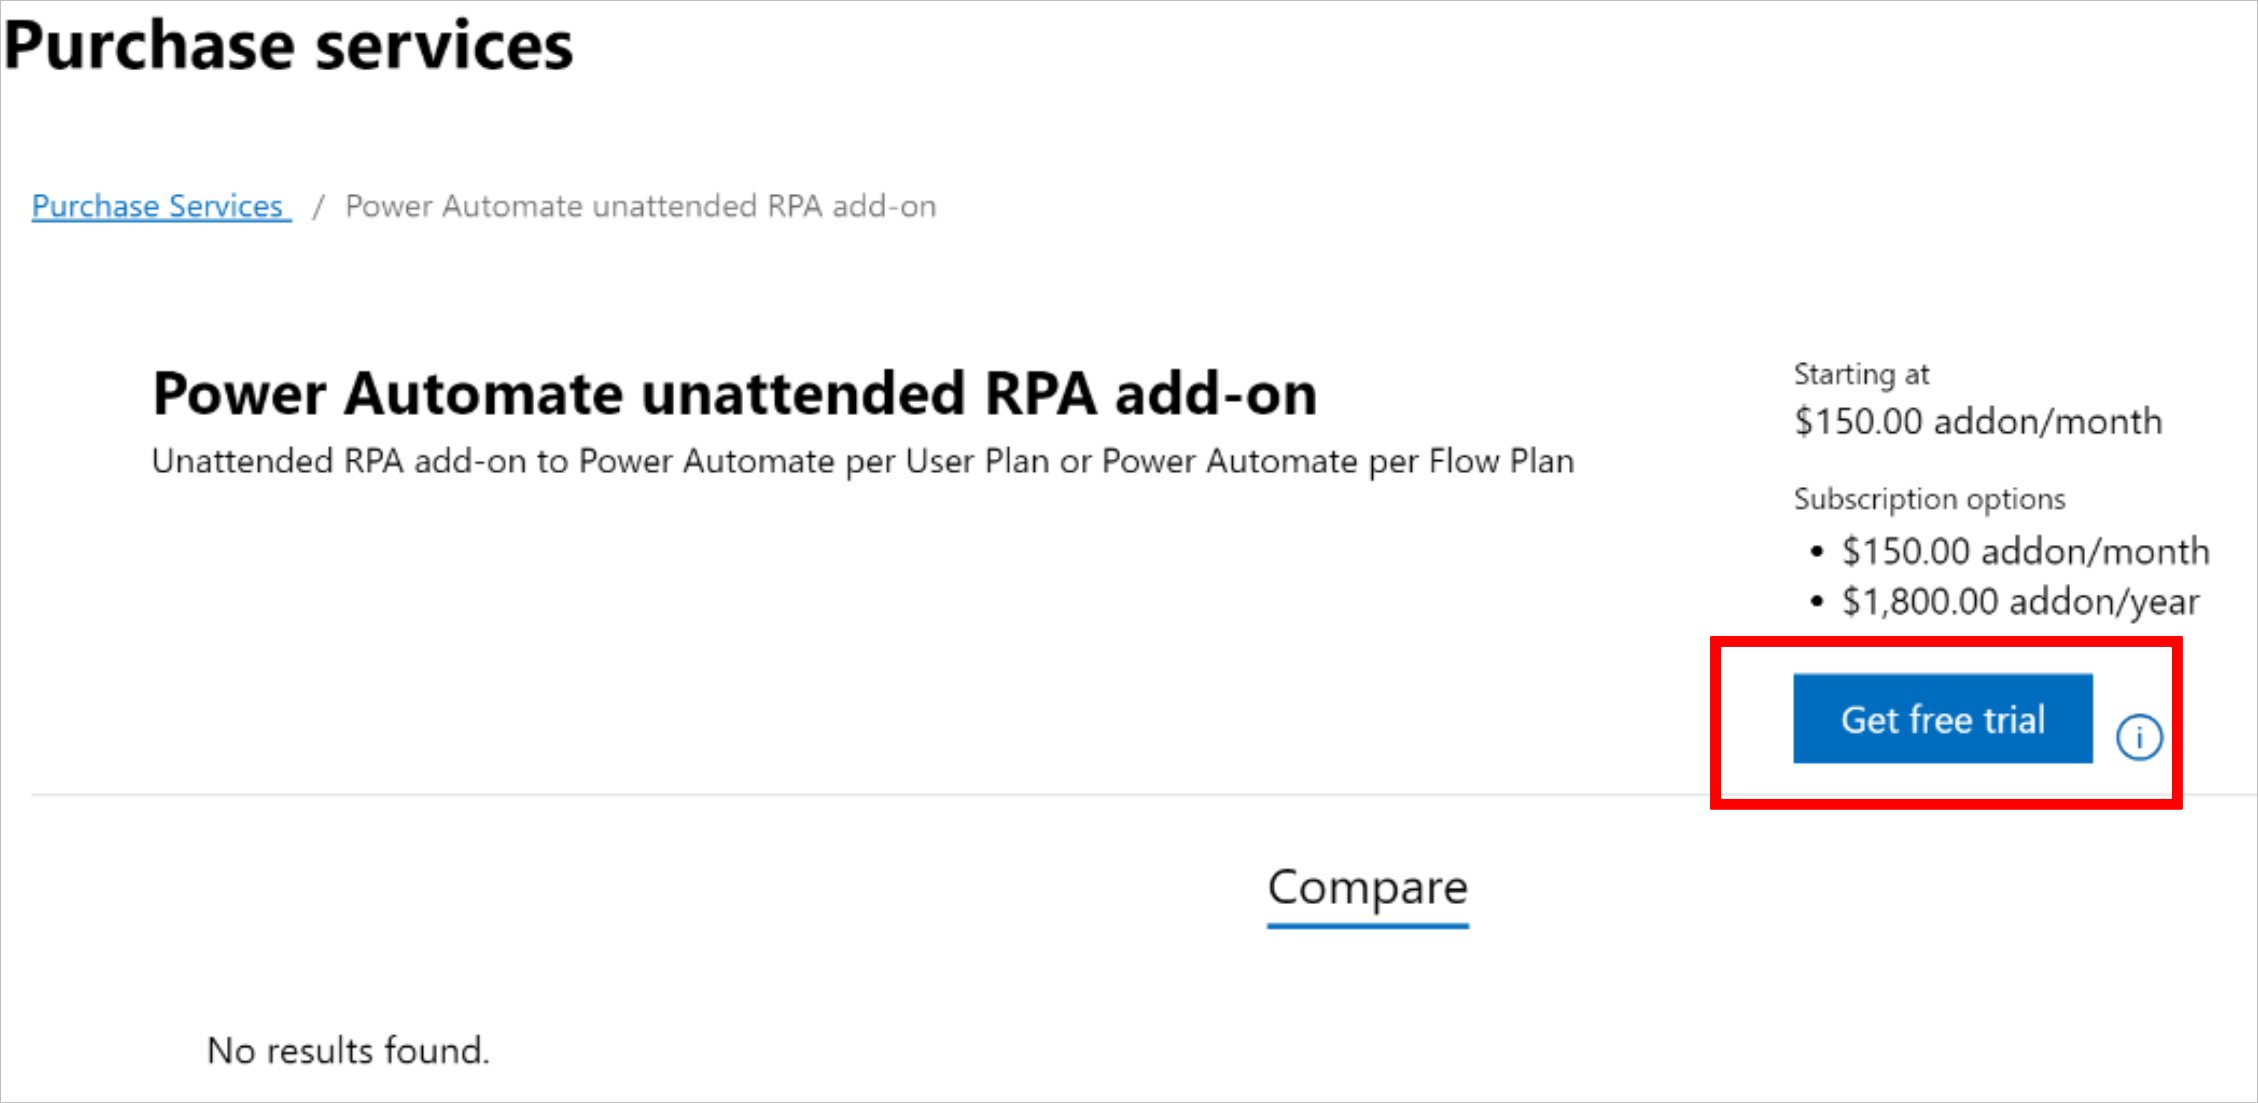 Purchase services
Purchase Services / Power Automate unattended RPA add-on
Power Automate unattended RPA add-on
Unattended RPA add-on to Power Automate per User Plan or Power Automate per Flow Plan
Starting at
$150.00 addon/month
Subscription options
• $150.00 addon/month
• $1,800.00 addon/year
Get free trial
i
Compare
No results found.